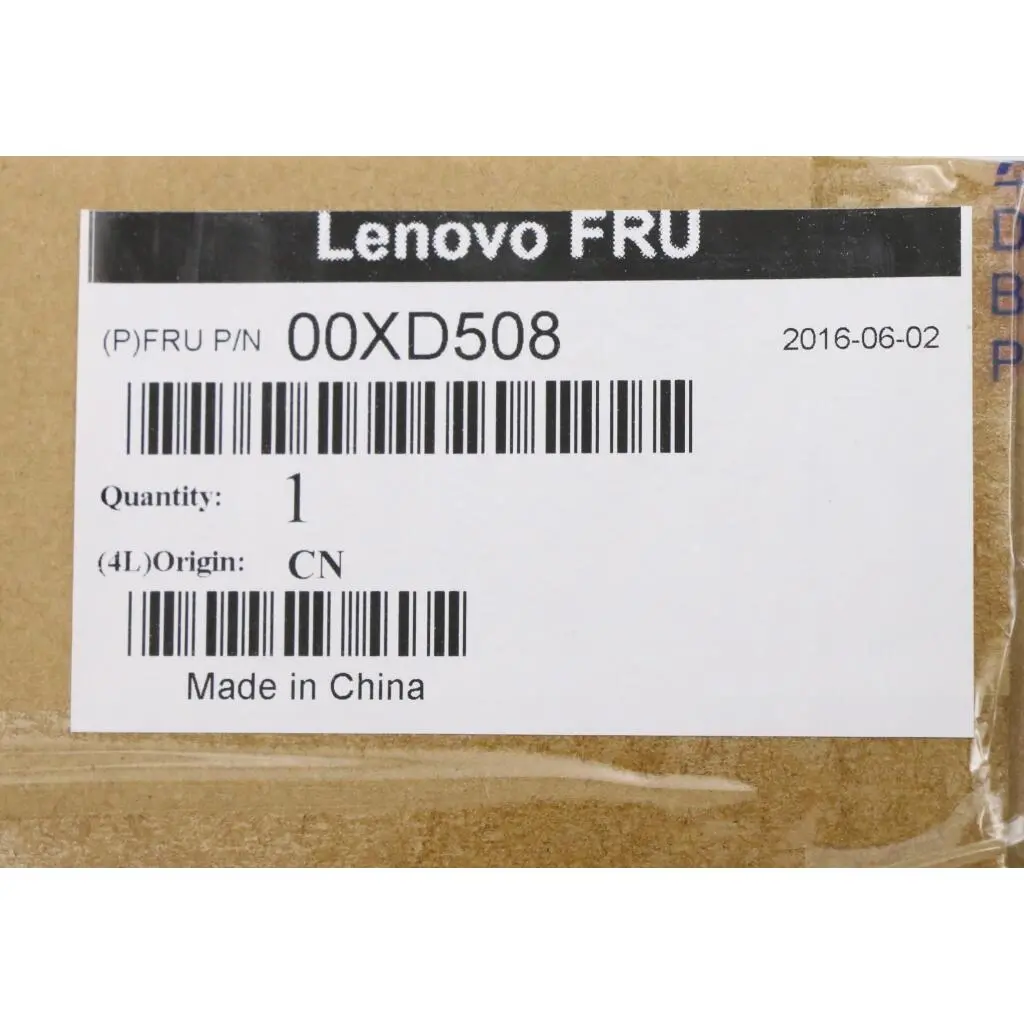 Lenovo FRU
(P)FRU P/N 00XD508 2016-06-02
Quantity: 1
(4L)Origin: CN
Made in China
D
B
P